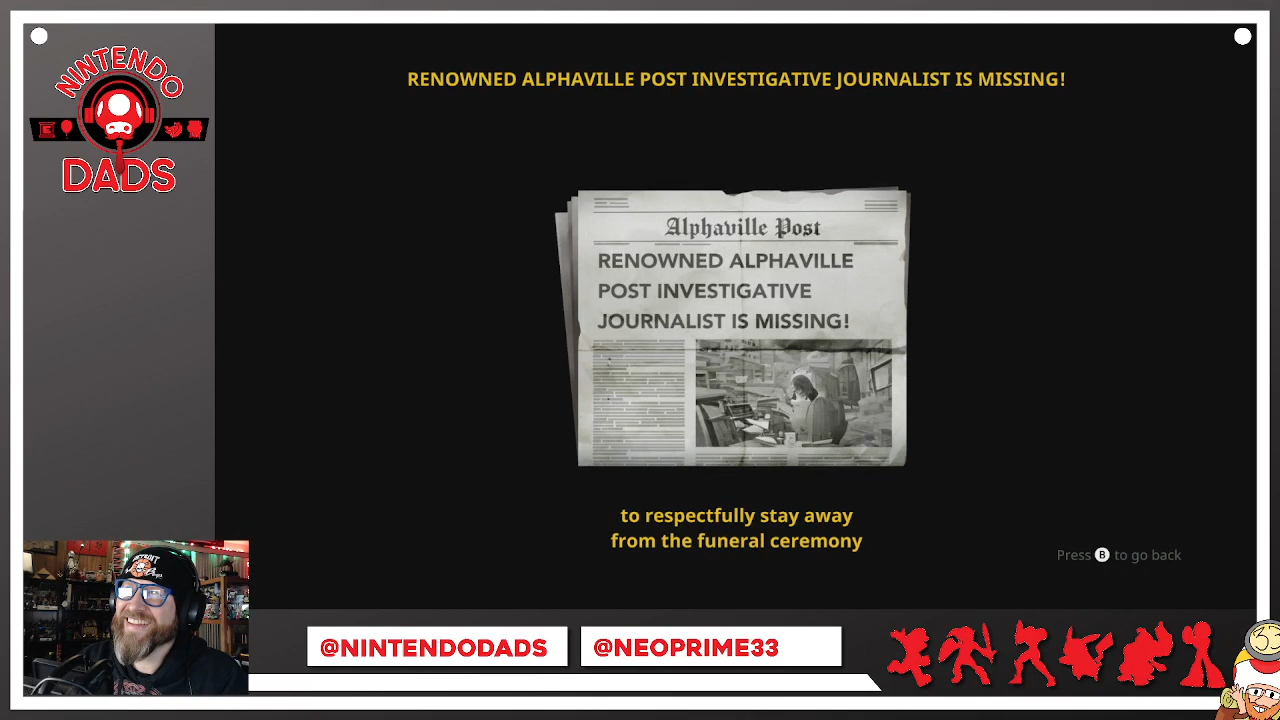 NINTENDO
DADS
RENOWNED ALPHAVILLE POST INVESTIGATIVE JOURNALIST IS MISSING!
Alphaville Post
RENOWNED ALPHAVILLE
POST INVESTIGATIVE
JOURNALIST IS MISSING!
to respectfully stay away
from the funeral ceremony
Press B to go back
DETROIT
@NINTENDODADS
@NEOPRIME33